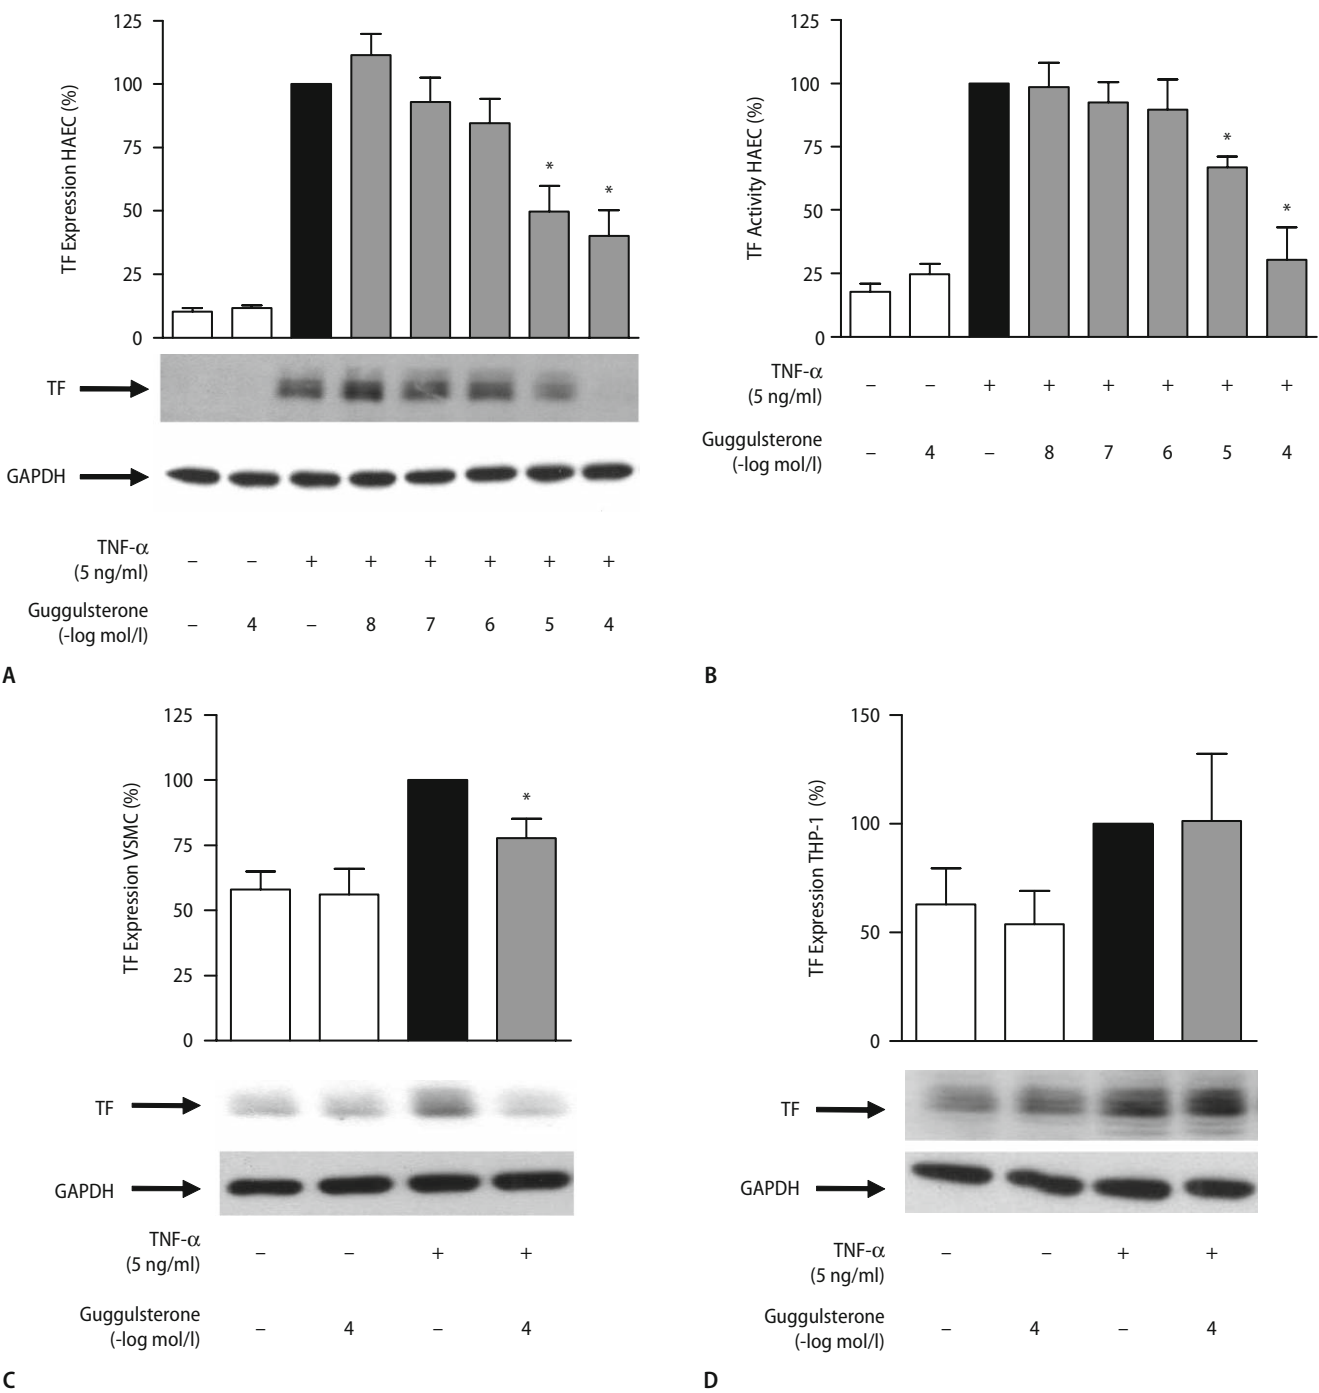 125
100
75
50
25
0
TF Expression HAEC (%)
*
*
TF
GAPDH
TNF-α
(5 ng/ml)
– – + + + + + +
Guggulsterone
(-log mol/l)
– 4 – 8 7 6 5 4
A
125
100
75
50
25
0
TF Activity HAEC (%)
*
*
TNF-α
(5 ng/ml)
– – + + + + + +
Guggulsterone
(-log mol/l)
– 4 – 8 7 6 5 4
B
125
100
75
50
25
0
TF Expression VSMC (%)
*
TF
GAPDH
TNF-α
(5 ng/ml)
– – + +
Guggulsterone
(-log mol/l)
– 4 – 4
C
150
100
50
0
TF Expression THP-1 (%)
TF
GAPDH
TNF-α
(5 ng/ml)
– – + +
Guggulsterone
(-log mol/l)
– 4 – 4
D